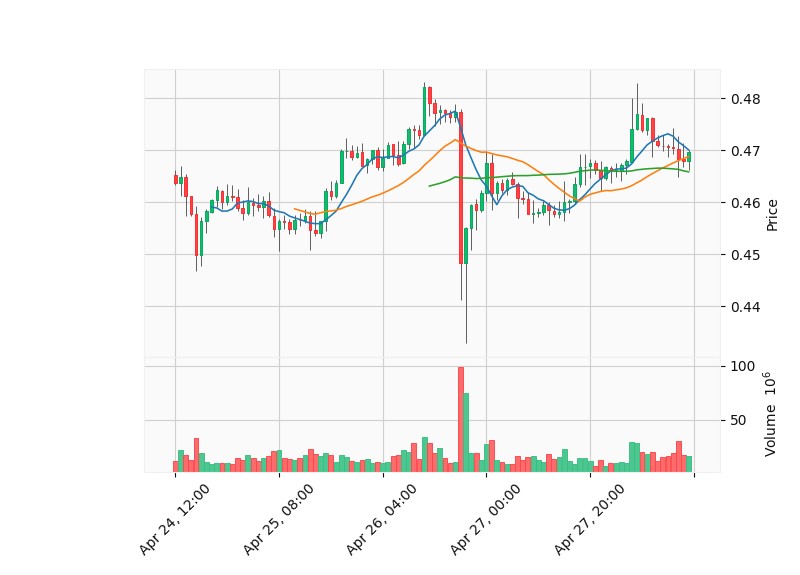 0.48
0.47
0.46
0.45
0.44
Price
100
50
Volume 10^6
Apr 24, 12:00
Apr 25, 08:00
Apr 26, 04:00
Apr 27, 00:00
Apr 27, 20:00